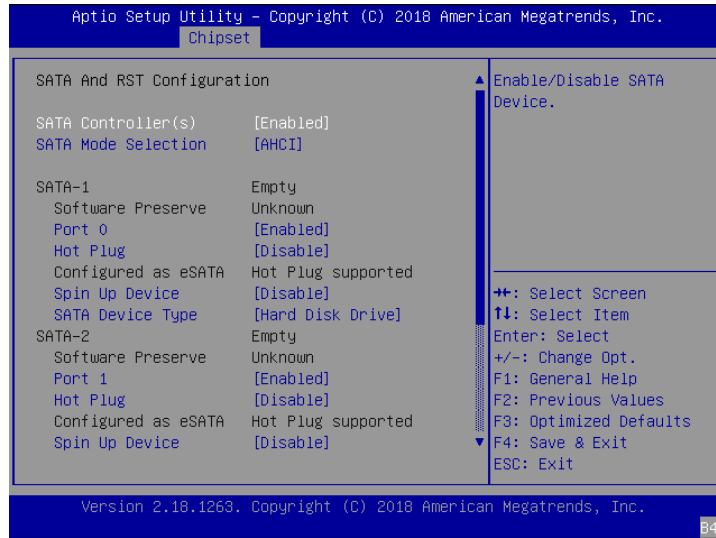 Aptio Setup Utility – Copyright (C) 2018 American Megatrends, Inc.
Chipset
SATA And RST Configuration
SATA Controller(s) [Enabled]
SATA Mode Selection [AHCI]
SATA-1 Empty
Software Preserve Unknown
Port 0 [Enabled]
Hot Plug [Disable]
Configured as eSATA Hot Plug supported
Spin Up Device [Disable]
SATA Device Type [Hard Disk Drive]
SATA-2 Empty
Software Preserve Unknown
Port 1 [Enabled]
Hot Plug [Disable]
Configured as eSATA Hot Plug supported
Spin Up Device [Disable]
Enable/Disable SATA
Device.
→←: Select Screen
↑↓: Select Item
Enter: Select
+/-: Change Opt.
F1: General Help
F2: Previous Values
F3: Optimized Defaults
F4: Save & Exit
ESC: Exit
Version 2.18.1263. Copyright (C) 2018 American Megatrends, Inc.
B4